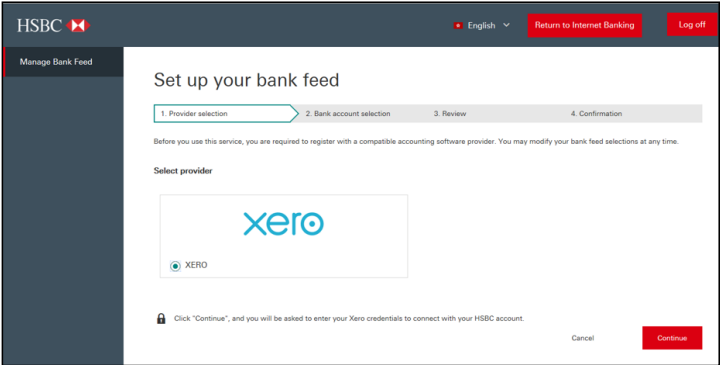 HSBC
English
Return to Internet Banking
Log off
Manage Bank Feed
Set up your bank feed
1. Provider selection
2. Bank account selection
3. Review
4. Confirmation
Before you use this service, you are required to register with a compatible accounting software provider. You may modify your bank feed selections at any time.
Select provider
xero
XERO
Click "Continue", and you will be asked to enter your Xero credentials to connect with your HSBC account.
Cancel
Continue